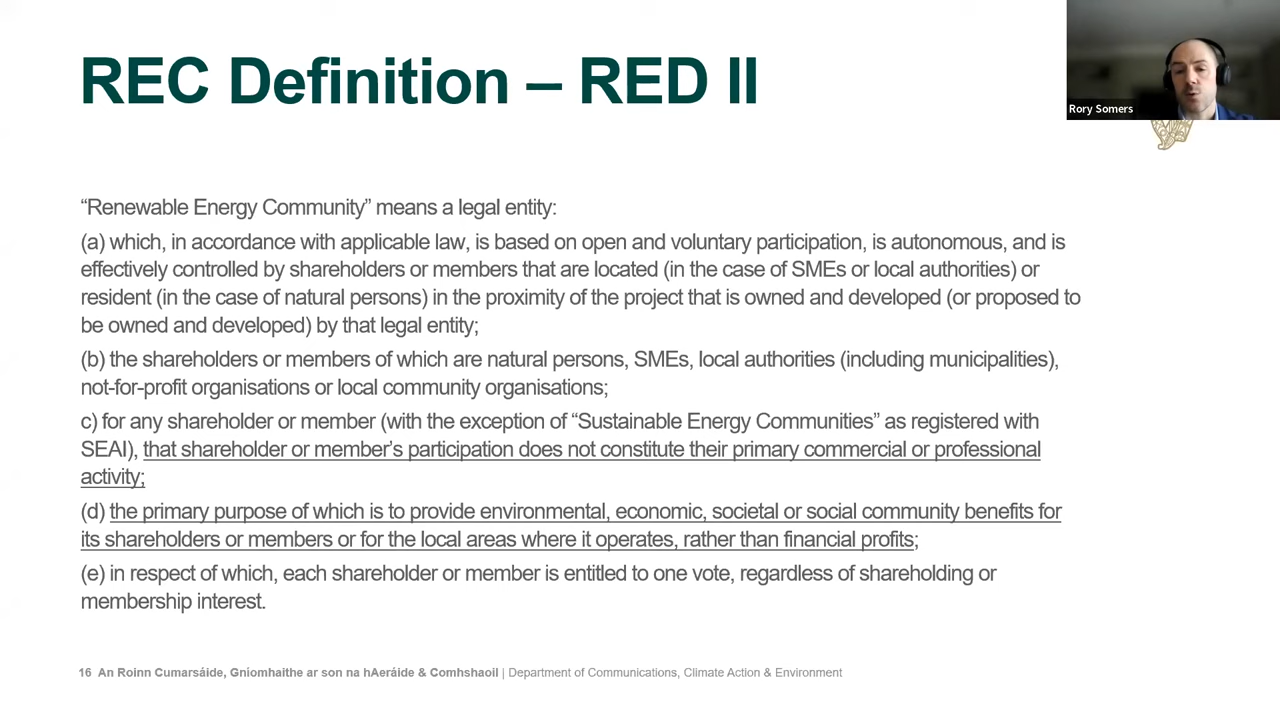 REC Definition – RED II
Rory Somers
“Renewable Energy Community” means a legal entity:
(a) which, in accordance with applicable law, is based on open and voluntary participation, is autonomous, and is
effectively controlled by shareholders or members that are located (in the case of SMEs or local authorities) or
resident (in the case of natural persons) in the proximity of the project that is owned and developed (or proposed to
be owned and developed) by that legal entity;
(b) the shareholders or members of which are natural persons, SMEs, local authorities (including municipalities),
not-for-profit organisations or local community organisations;
c) for any shareholder or member (with the exception of “Sustainable Energy Communities” as registered with
SEAI), that shareholder or member’s participation does not constitute their primary commercial or professional
activity;
(d) the primary purpose of which is to provide environmental, economic, societal or social community benefits for
its shareholders or members or for the local areas where it operates, rather than financial profits;
(e) in respect of which, each shareholder or member is entitled to one vote, regardless of shareholding or
membership interest.
16 An Roinn Cumarsáide, Gníomhaithe ar son na hAeráide & Comhshaoil | Department of Communications, Climate Action & Environment